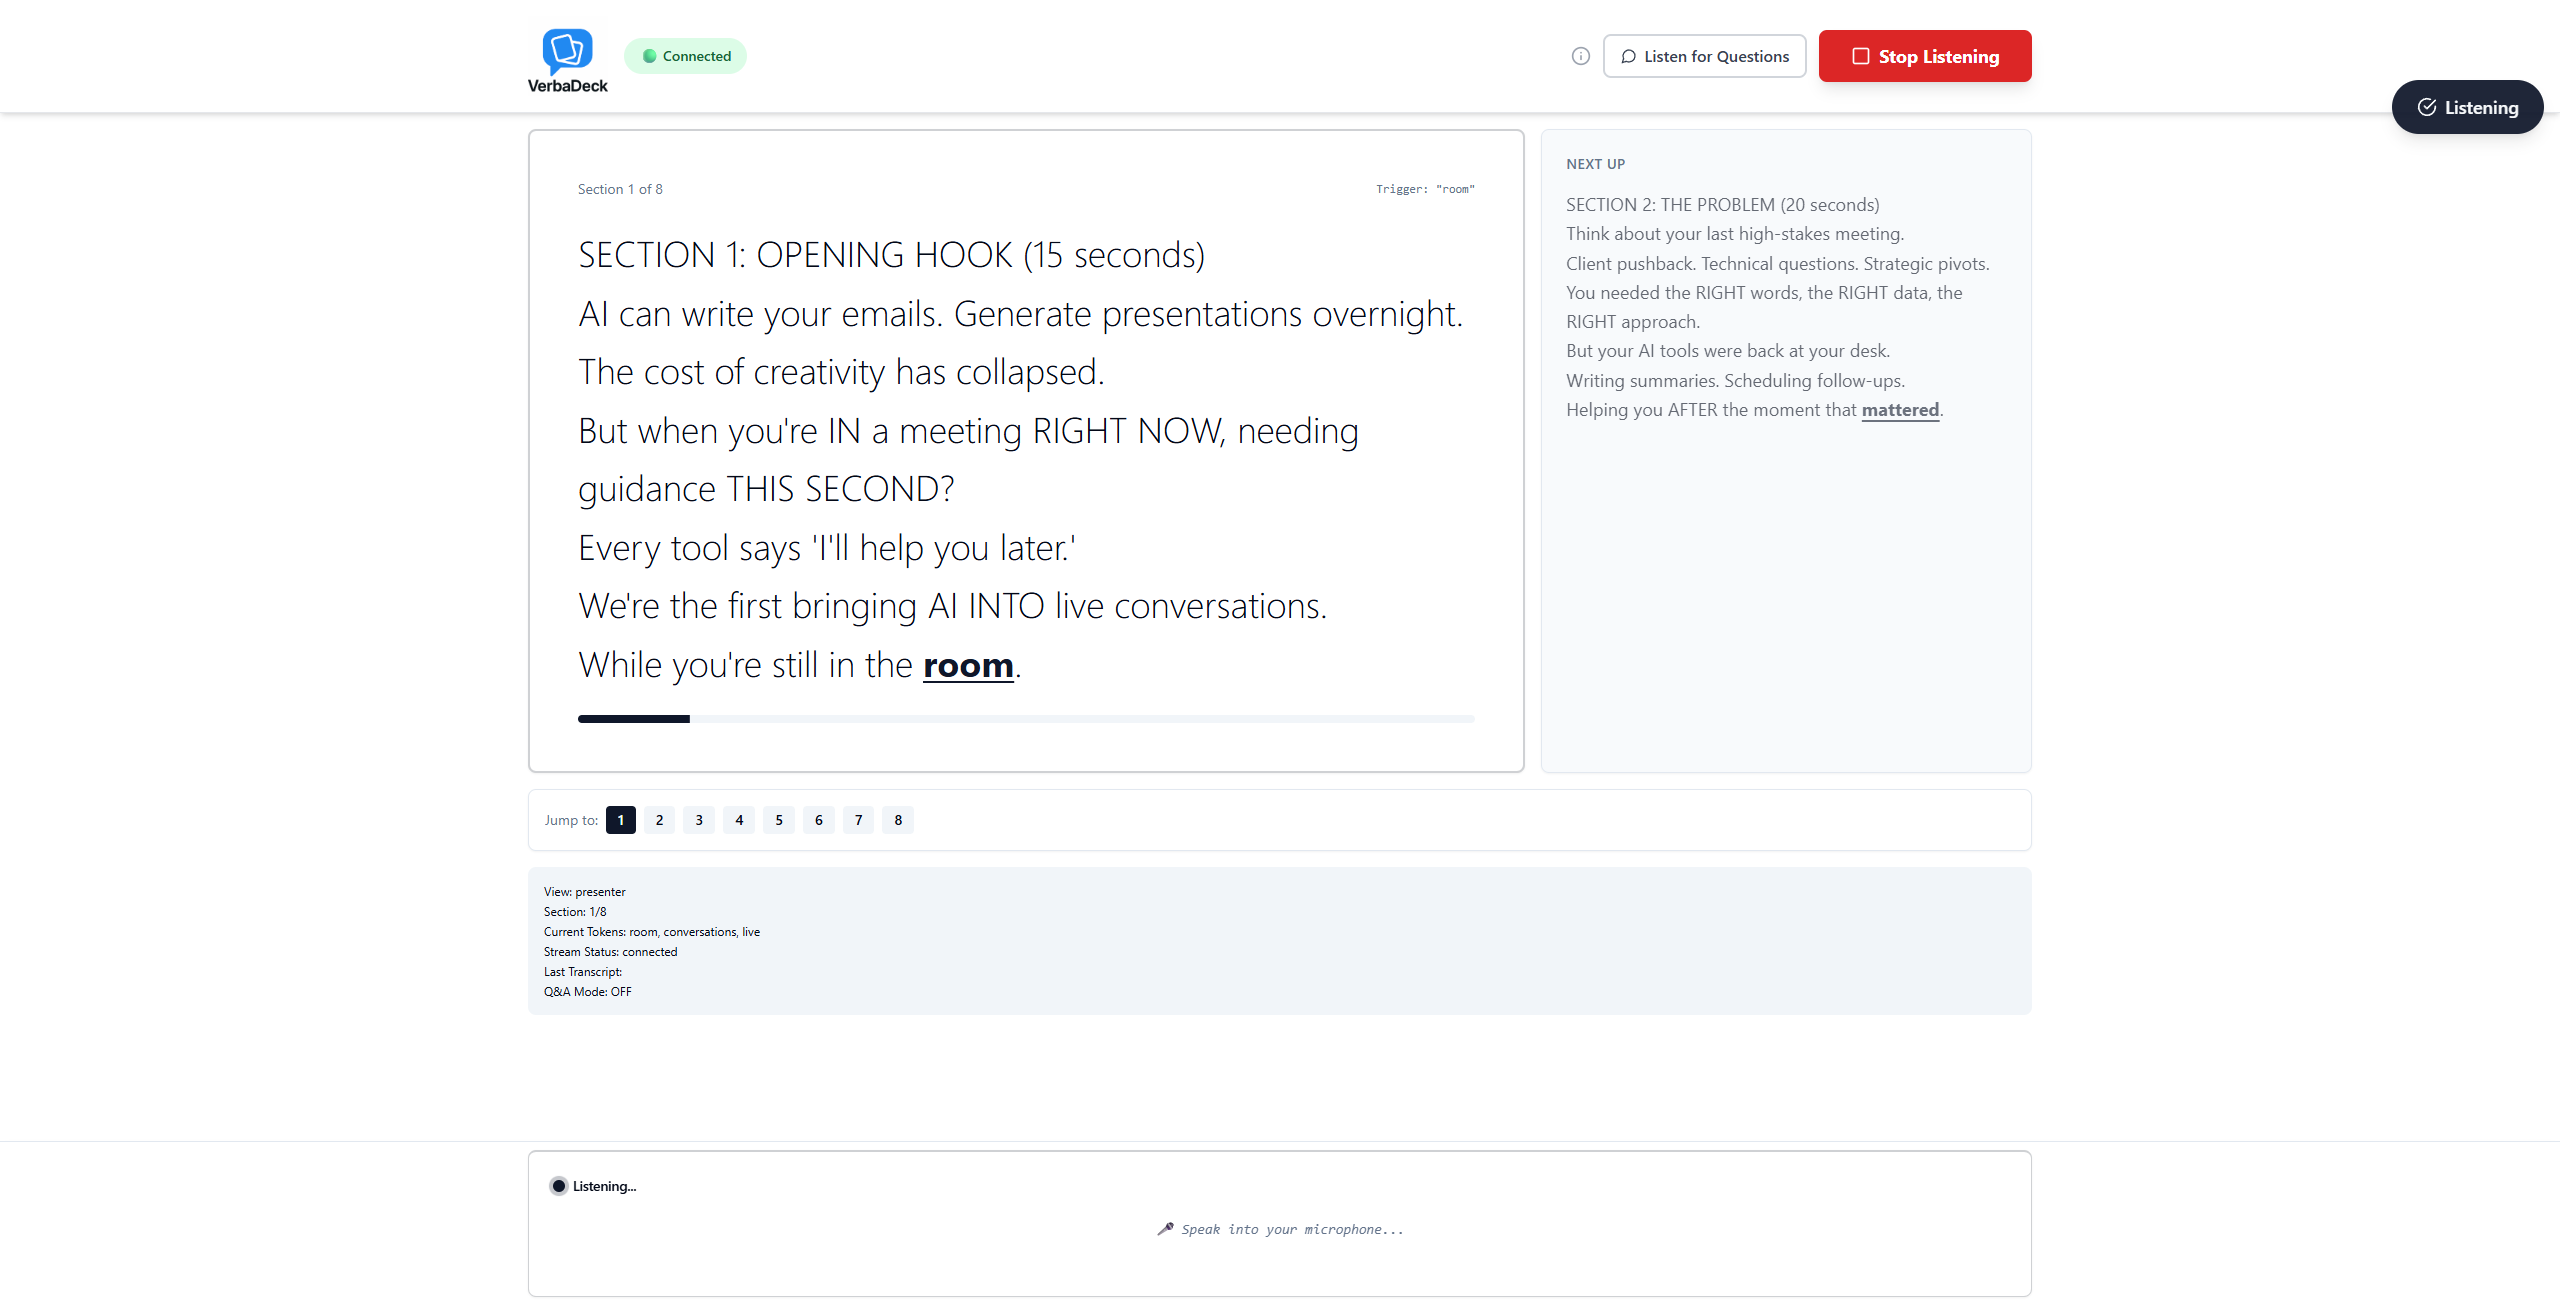 VerbaDeck
Connected
Listen for Questions
Stop Listening
Listening
Section 1 of 8
Trigger: "room"
SECTION 1: OPENING HOOK (15 seconds)
AI can write your emails. Generate presentations overnight.
The cost of creativity has collapsed.
But when you're IN a meeting RIGHT NOW, needing
guidance THIS SECOND?
Every tool says 'I'll help you later.'
We're the first bringing AI INTO live conversations.
While you're still in the room.
NEXT UP
SECTION 2: THE PROBLEM (20 seconds)
Think about your last high-stakes meeting.
Client pushback. Technical questions. Strategic pivots.
You needed the RIGHT words, the RIGHT data, the
RIGHT approach.
But your AI tools were back at your desk.
Writing summaries. Scheduling follow-ups.
Helping you AFTER the moment that mattered.
Jump to: 1 2 3 4 5 6 7 8
View: presenter
Section: 1/8
Current Tokens: room, conversations, live
Stream Status: connected
Last Transcript:
Q&A Mode: OFF
Listening...
Speak into your microphone...